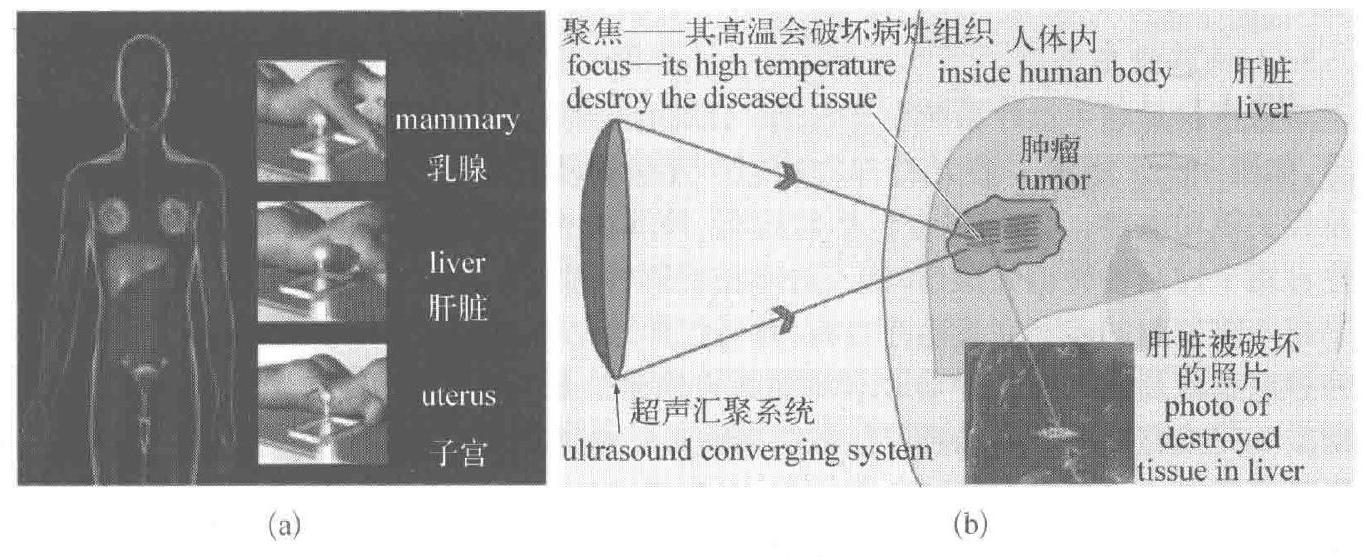 mammary
乳腺
liver
肝脏
uterus
子宫
(a)
聚焦——其高温会破坏病灶组织
focus—its high temperature
destroy the diseased tissue
人体内
inside human body
肝脏
liver
肿瘤
tumor
超声汇聚系统
ultrasound converging system
肝脏被破坏
的照片
photo of
destroyed
tissue in liver
(b)